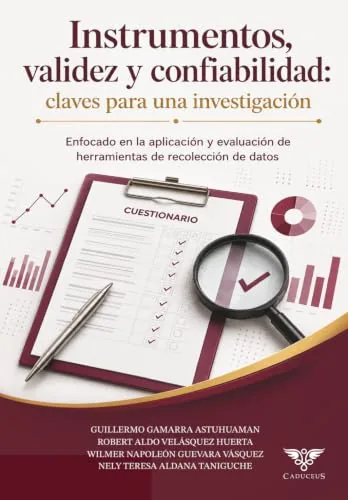 Instrumentos,
validez y confiabilidad:
claves para una investigación
Enfocado en la aplicación y evaluación de
herramientas de recolección de datos
CUESTIONARIO
GUILLERMO GAMARRA ASTUHUAMAN
ROBERT ALDO VELÁSQUEZ HUERTA
WILMER NAPOLEÓN GUEVARA VÁSQUEZ
NELY TERESA ALDANA TANIGUCHE
CADUCEUS